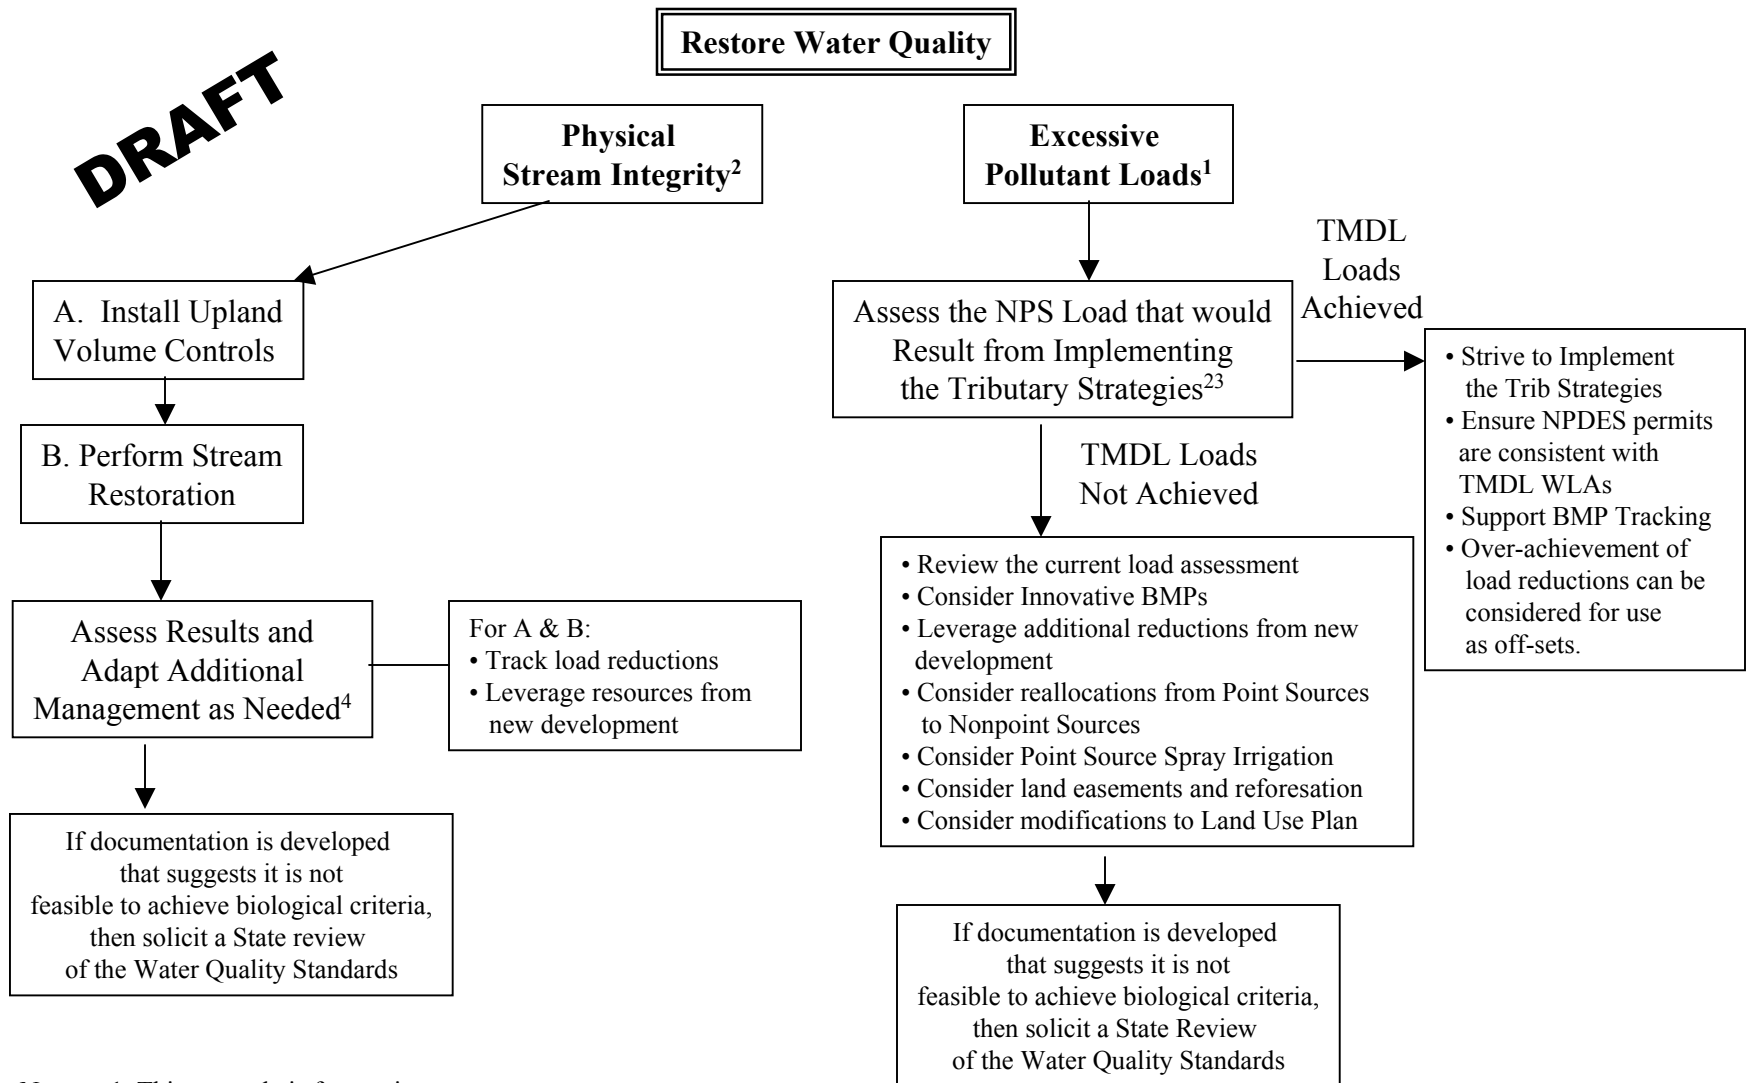 Restore Water Quality
DRAFT
Physical
Stream Integrity²
Excessive
Pollutant Loads¹
A. Install Upland
Volume Controls
B. Perform Stream
Restoration
Assess Results and
Adapt Additional
Management as Needed⁴
For A & B:
• Track load reductions
• Leverage resources from
new development
If documentation is developed
that suggests it is not
feasible to achieve biological criteria,
then solicit a State review
of the Water Quality Standards
Assess the NPS Load that would
Result from Implementing
the Tributary Strategies²³
TMDL
Loads
Achieved
• Strive to Implement
the Trib Strategies
• Ensure NPDES permits
are consistent with
TMDL WLAs
• Support BMP Tracking
• Over-achievement of
load reductions can be
considered for use
as off-sets.
TMDL Loads
Not Achieved
• Review the current load assessment
• Consider Innovative BMPs
• Leverage additional reductions from new
development
• Consider reallocations from Point Sources
to Nonpoint Sources
• Consider Point Source Spray Irrigation
• Consider land easements and reforesation
• Consider modifications to Land Use Plan
If documentation is developed
that suggests it is not
feasible to achieve biological criteria,
then solicit a State Review
of the Water Quality Standards